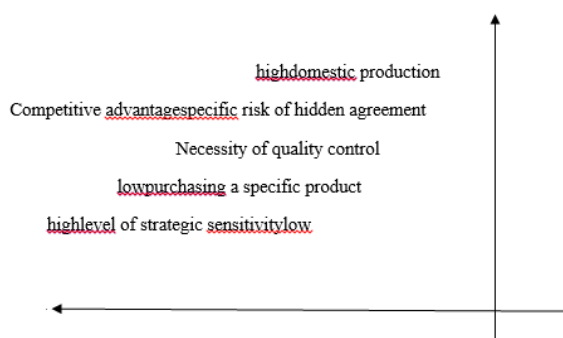 highdomestic production
Competitive advantagespecific risk of hidden agreement
Necessity of quality control
lowpurchasing a specific product
highlevel of strategic sensitivitylow